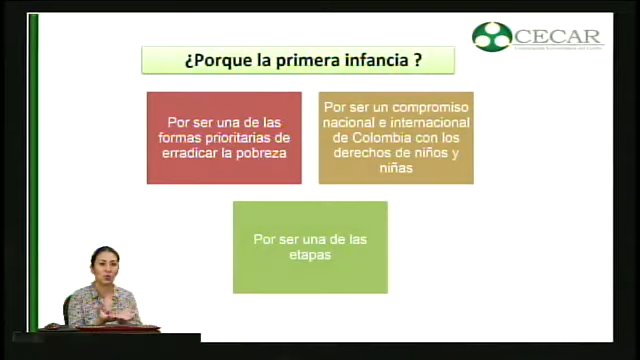 CECAR
¿Porque la primera infancia ?
Por ser una de las
formas prioritarias de
erradicar la pobreza
Por ser un compromiso
nacional e internacional
de Colombia con los
derechos de niños y
niñas
Por ser una de las
etapas